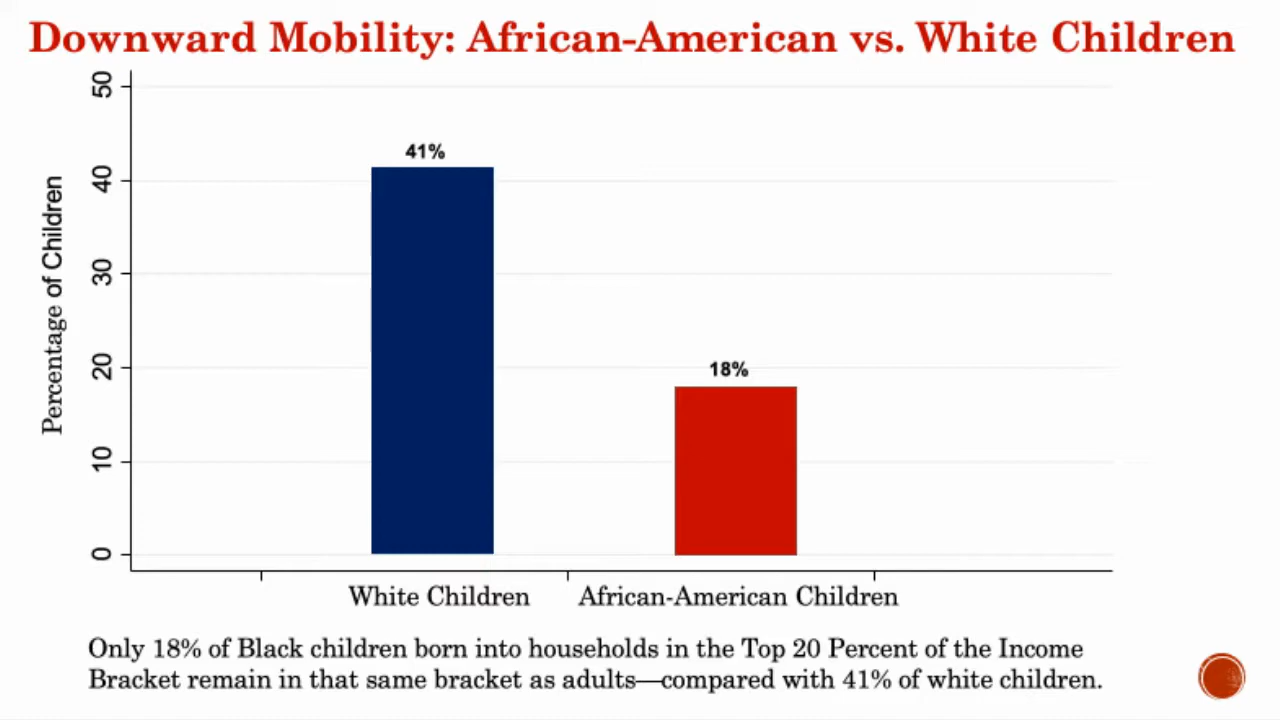 Downward Mobility: African-American vs. White Children
Percentage of Children
50
40
30
20
10
0
41%
18%
White Children
African-American Children
Only 18% of Black children born into households in the Top 20 Percent of the Income
Bracket remain in that same bracket as adults—compared with 41% of white children.